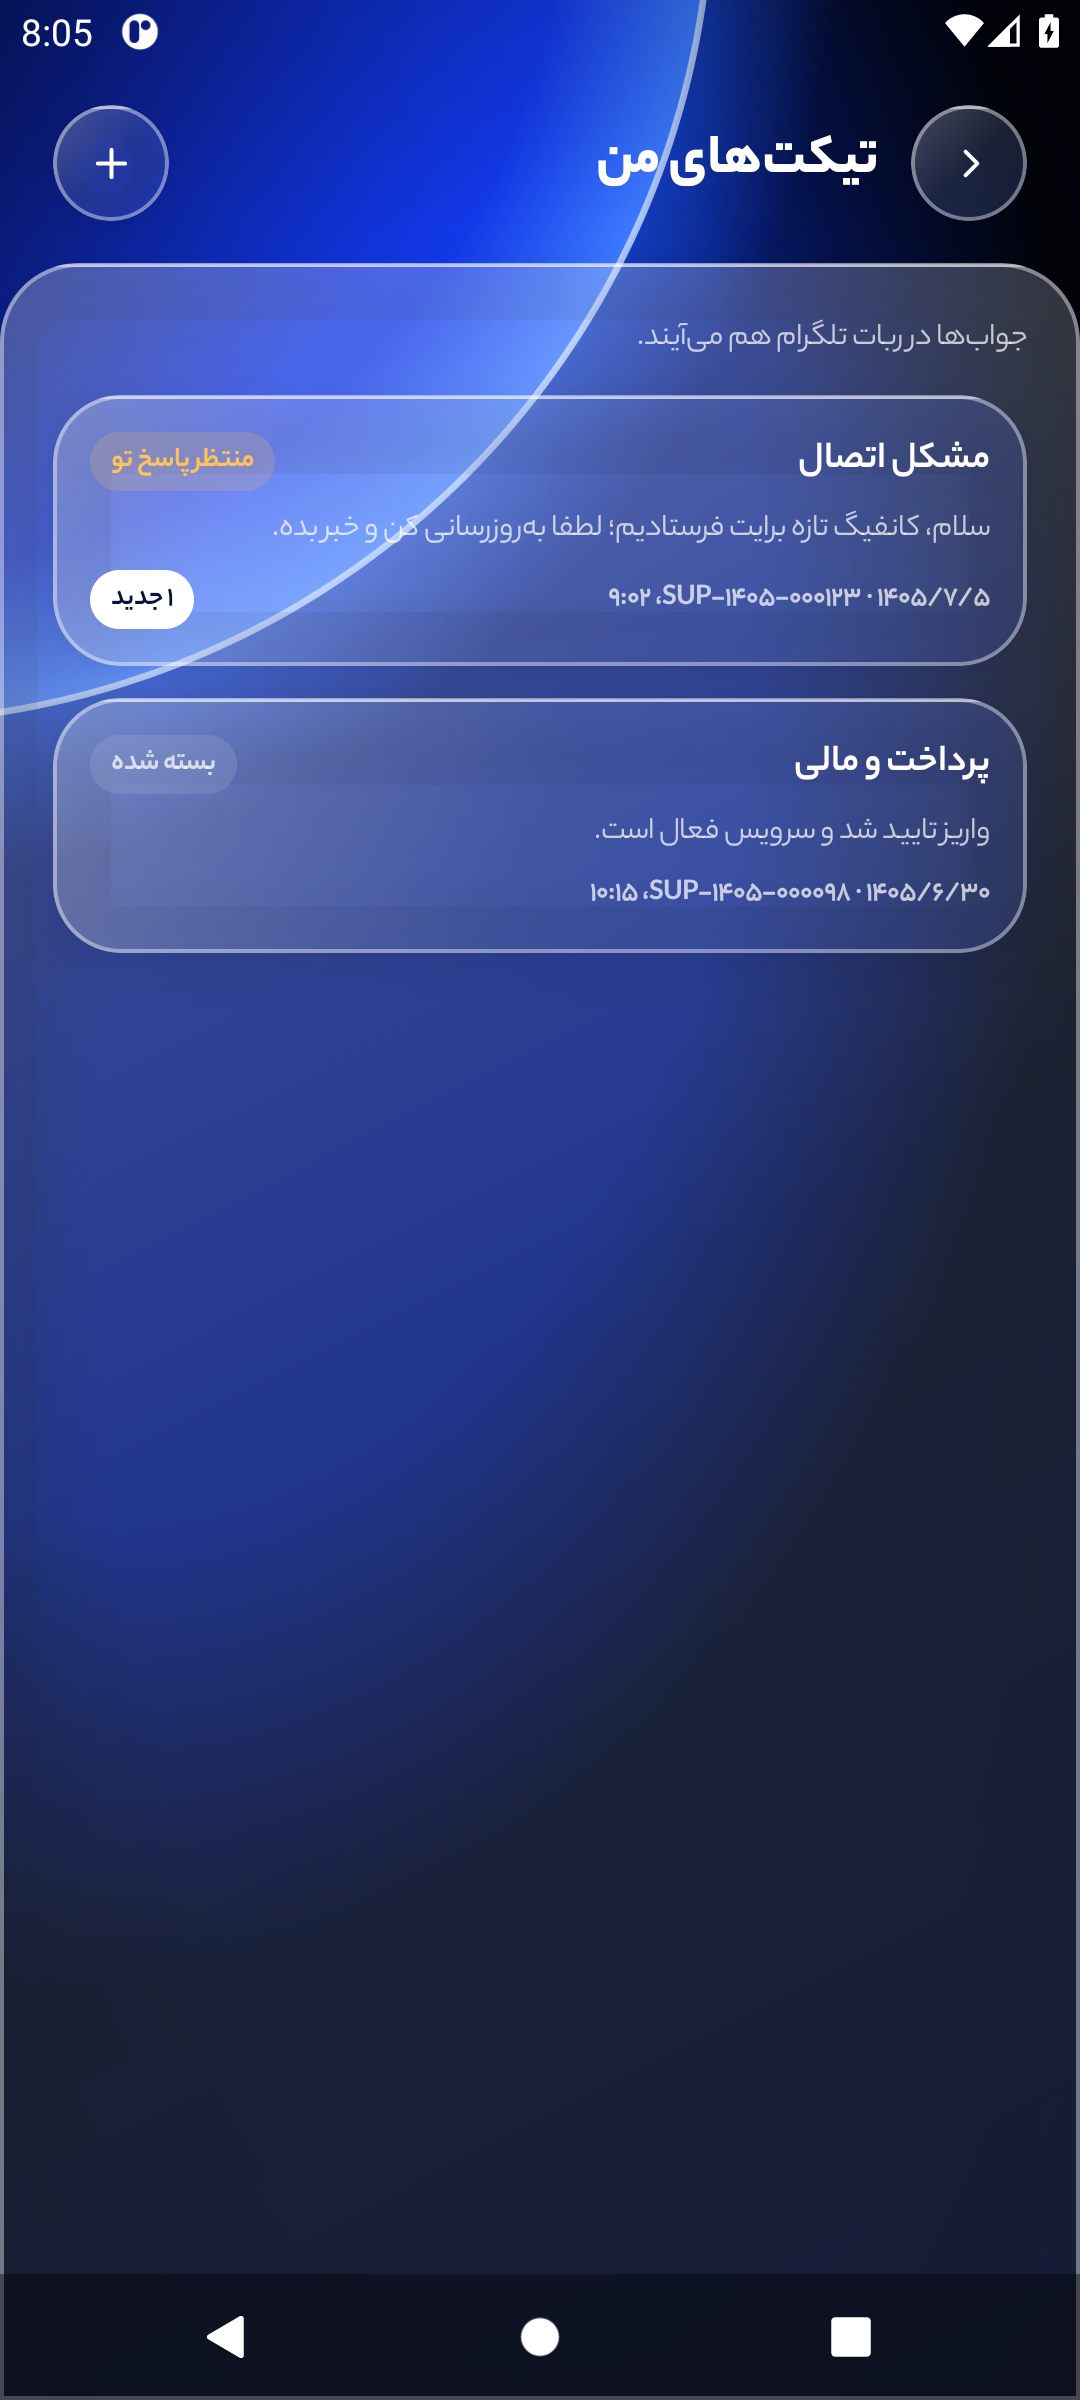 8:05
تیکت‌های من
جواب‌ها در ربات تلگرام هم می‌آیند.
مشکل اتصال
منتظر پاسخ تو
سلام، کانفیگ تازه برایت فرستادیم؛ لطفا به‌روزرسانی کن و خبر بده.
SUP-۱۴۰۵-۰۰۰۱۲۳ · ۱۴۰۵/۷/۵، ۹:۰۲
۱ جدید
پرداخت و مالی
بسته شده
واریز تایید شد و سرویس فعال است.
SUP-۱۴۰۵-۰۰۰۰۹۸ · ۱۴۰۵/۶/۳۰، ۱۰:۱۵